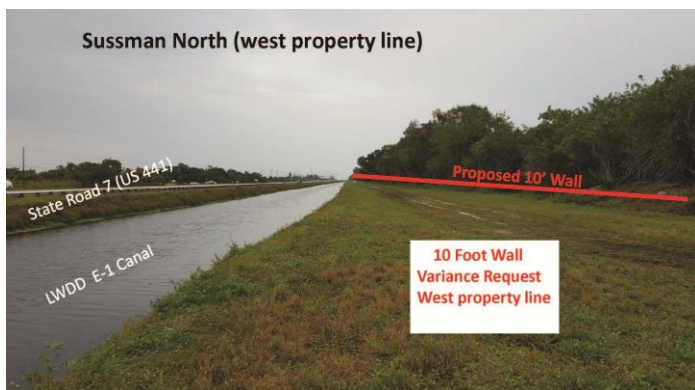 Sussman North (west property line)
State Road 7 (US 441)
Proposed 10' Wall
LWDD E-1 Canal
10 Foot Wall
Variance Request
West property line